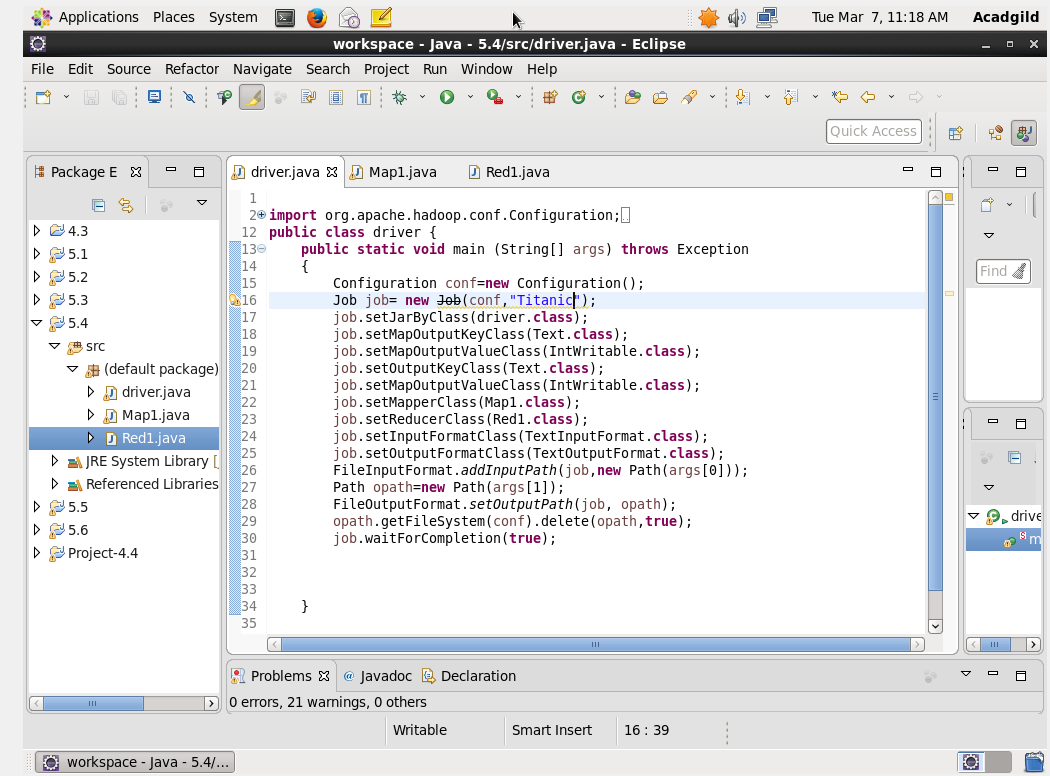 Applications Places System Tue Mar 7, 11:18 AM Acadgild
workspace - Java - 5.4/src/driver.java - Eclipse
File Edit Source Refactor Navigate Search Project Run Window Help
Quick Access
Package E
4.3
5.1
5.2
5.3
5.4
src
(default package)
driver.java
Map1.java
Red1.java
JRE System Library [
Referenced Libraries
5.5
5.6
Project-4.4
driver.java Map1.java Red1.java
1
2 import org.apache.hadoop.conf.Configuration;
12 public class driver {
13 public static void main (String[] args) throws Exception
14 {
15 Configuration conf=new Configuration();
16 Job job= new Job(conf,"Titanic");
17 job.setJarByClass(driver.class);
18 job.setMapOutputKeyClass(Text.class);
19 job.setMapOutputValueClass(IntWritable.class);
20 job.setOutputKeyClass(Text.class);
21 job.setMapOutputValueClass(IntWritable.class);
22 job.setMapperClass(Map1.class);
23 job.setReducerClass(Red1.class);
24 job.setInputFormatClass(TextInputFormat.class);
25 job.setOutputFormatClass(TextOutputFormat.class);
26 FileInputFormat.addInputPath(job,new Path(args[0]));
27 Path opath=new Path(args[1]);
28 FileOutputFormat.setOutputPath(job, opath);
29 opath.getFileSystem(conf).delete(opath,true);
30 job.waitForCompletion(true);
31
32
33
34 }
35
Find
drive
S m
Problems @ Javadoc Declaration
0 errors, 21 warnings, 0 others
Writable Smart Insert 16 : 39
workspace - Java - 5.4/...